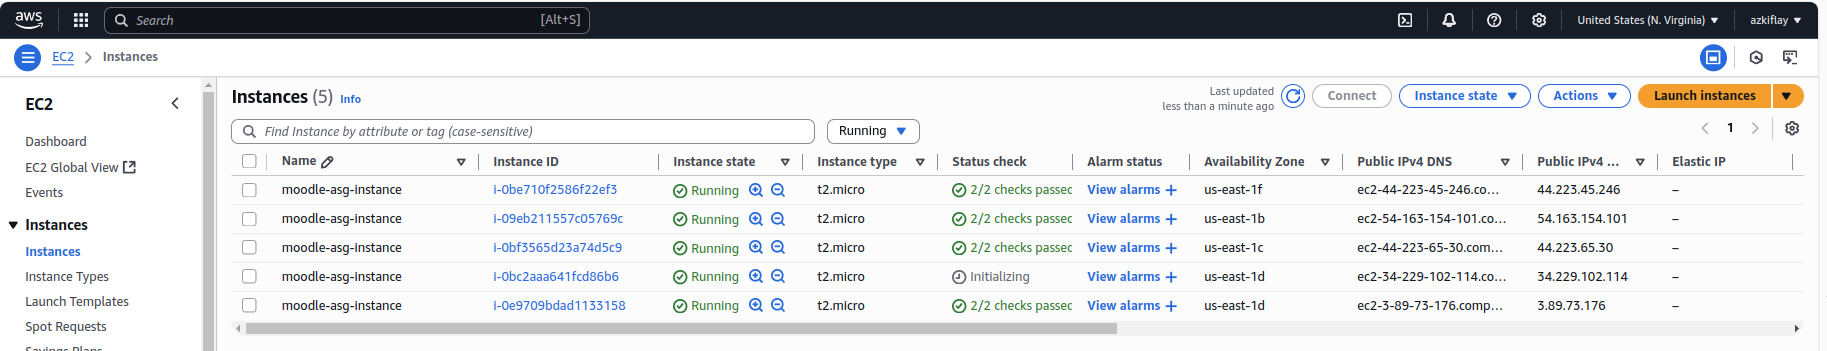 aws Search [Alt+S] United States (N. Virginia) azkiflay
EC2 Instances
EC2
Dashboard
EC2 Global View
Events
Instances
Instances
Instance Types
Launch Templates
Spot Requests
Savings Plans
Instances (5) Info
Last updated
less than a minute ago
Connect Instance state Actions Launch instances
Find Instance by attribute or tag (case-sensitive) Running 1
Name Instance ID Instance state Instance type Status check Alarm status Availability Zone Public IPv4 DNS Public IPv4 ... Elastic IP
moodle-asg-instance i-0be710f2586f22ef3 Running t2.micro 2/2 checks passec View alarms + us-east-1f ec2-44-223-45-246.co... 44.223.45.246 –
moodle-asg-instance i-09eb211557c05769c Running t2.micro 2/2 checks passec View alarms + us-east-1b ec2-54-163-154-101.co... 54.163.154.101 –
moodle-asg-instance i-0bf3565d23a74d5c9 Running t2.micro 2/2 checks passec View alarms + us-east-1c ec2-44-223-65-30.com... 44.223.65.30 –
moodle-asg-instance i-0bc2aaa641fcd86b6 Running t2.micro Initializing View alarms + us-east-1d ec2-34-229-102-114.co... 34.229.102.114 –
moodle-asg-instance i-0e9709bdad1133158 Running t2.micro 2/2 checks passec View alarms + us-east-1d ec2-3-89-73-176.comp... 3.89.73.176 –